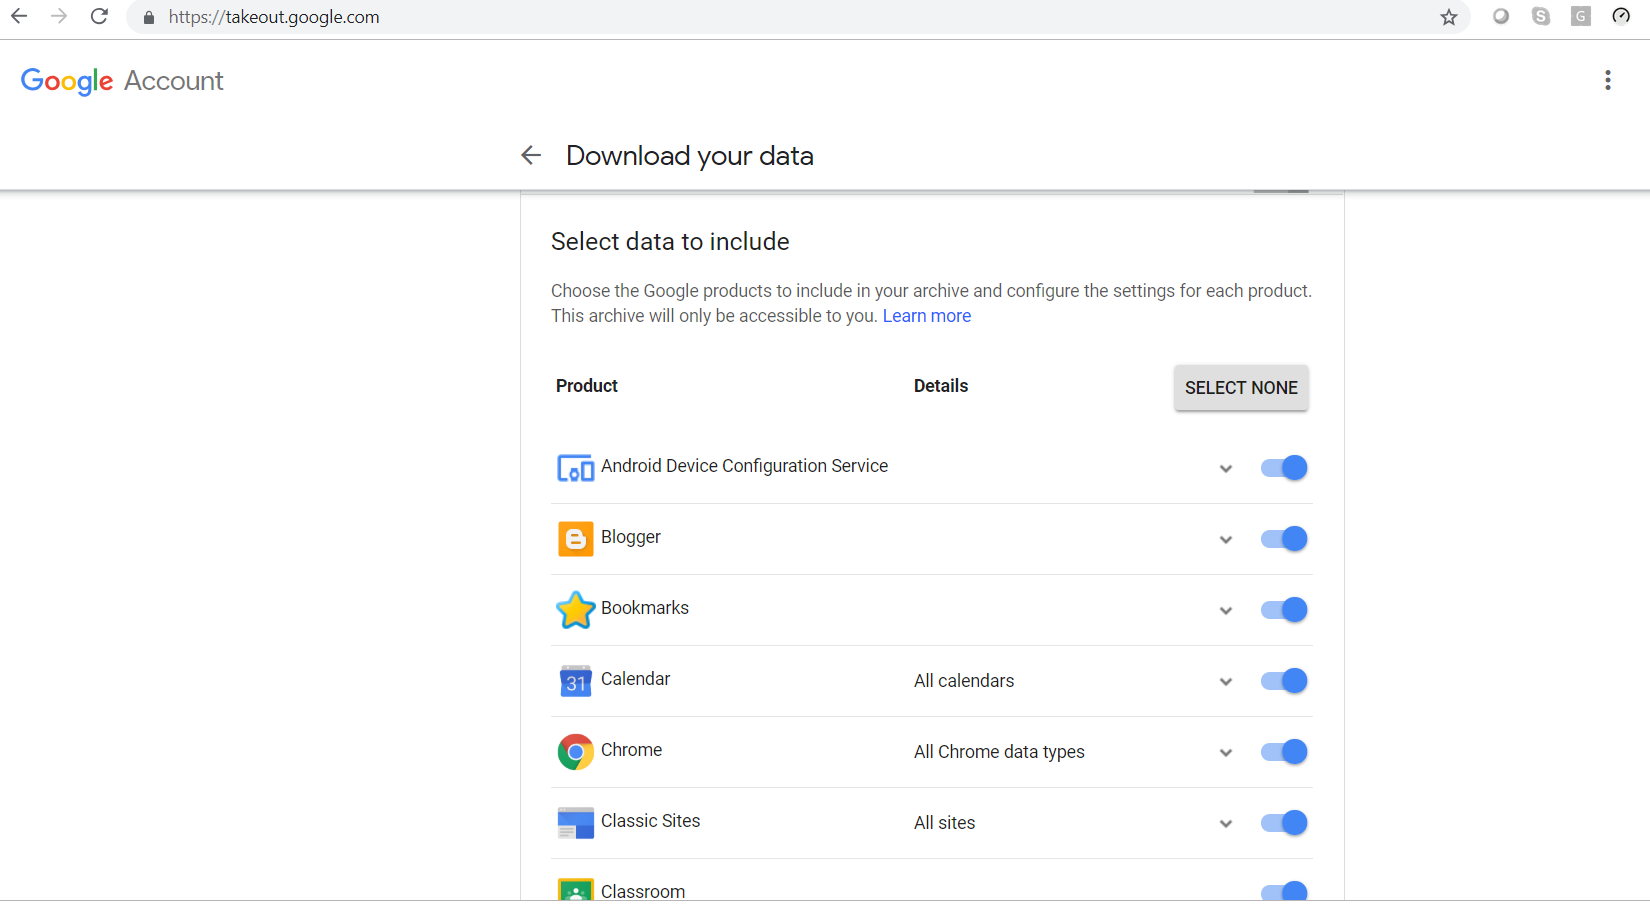 https://takeout.google.com
S
G
Google Account
Download your data
Select data to include
Choose the Google products to include in your archive and configure the settings for each product.
This archive will only be accessible to you. Learn more
Product Details SELECT NONE
Android Device Configuration Service
Blogger
Bookmarks
31 Calendar All calendars
Chrome All Chrome data types
Classic Sites All sites
Classroom